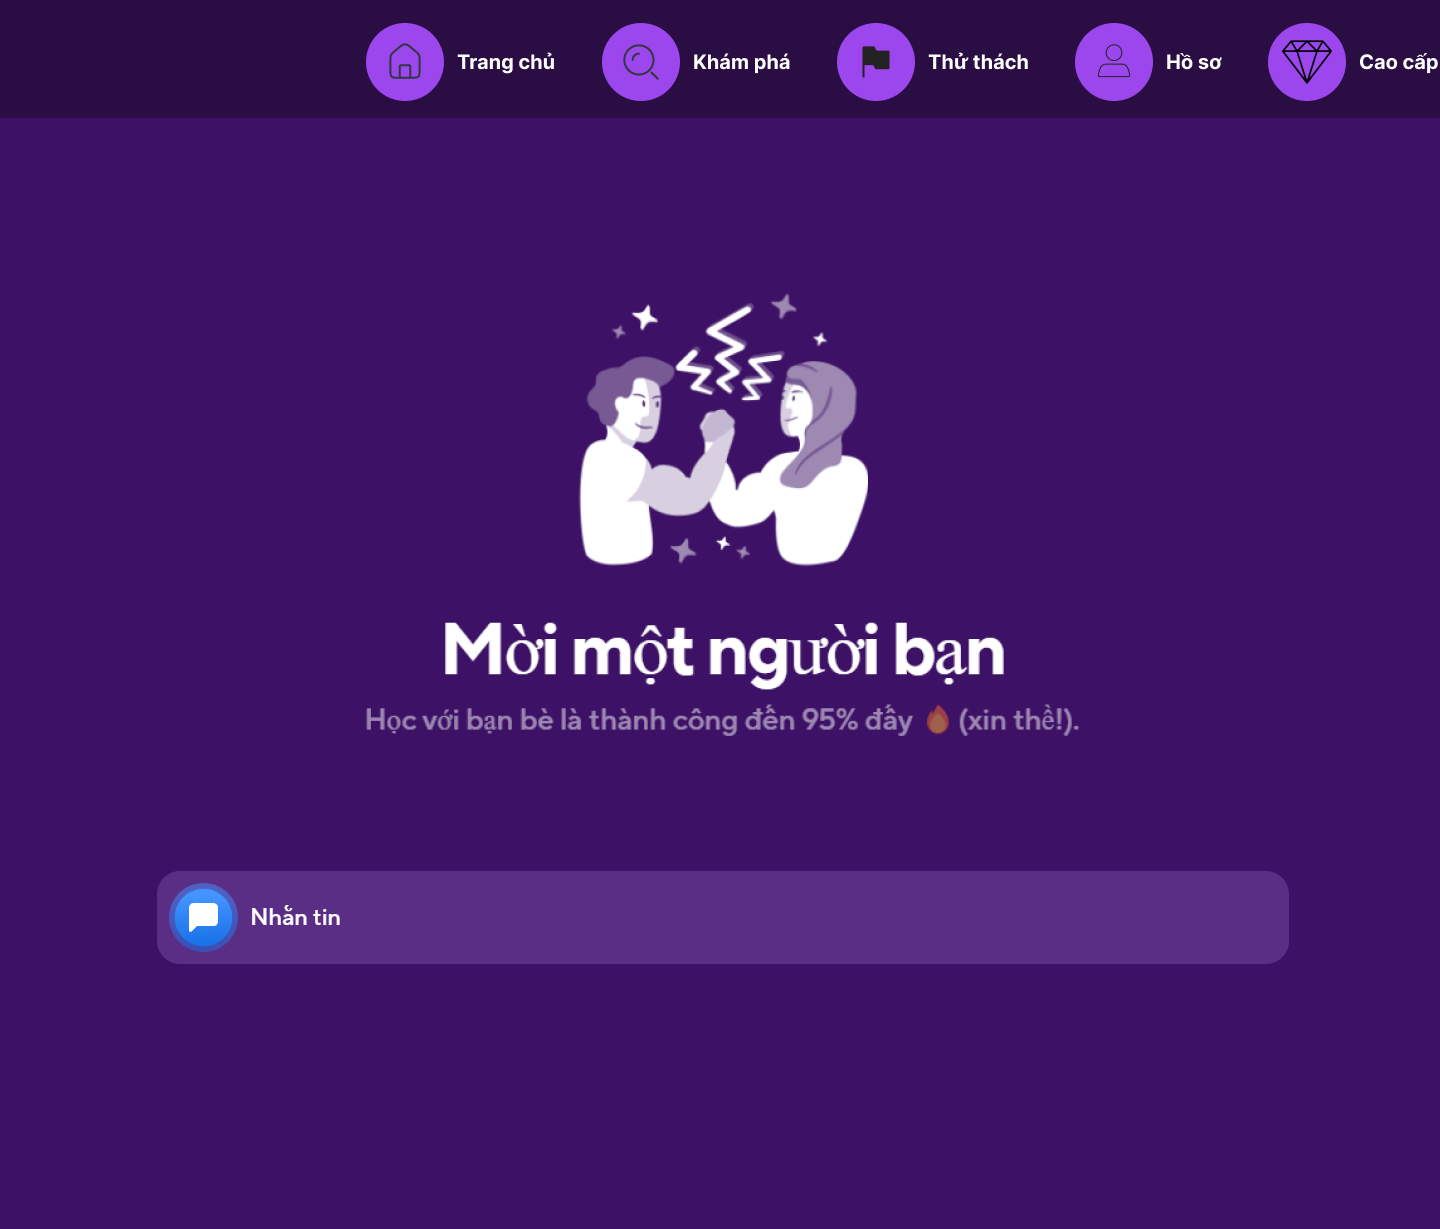 Trang chủ Khám phá Thử thách Hồ sơ Cao cấp
Mời một người bạn
Học với bạn bè là thành công đến 95% đấy 🔥 (xin thề!).
Nhắn tin